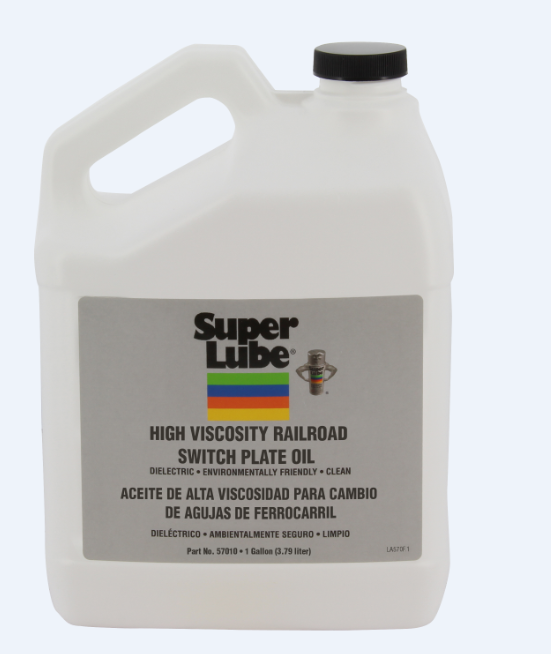 Super
Lube®
HIGH VISCOSITY RAILROAD
SWITCH PLATE OIL
DIELECTRIC • ENVIRONMENTALLY FRIENDLY • CLEAN
ACEITE DE ALTA VISCOSIDAD PARA CAMBIO
DE AGUJAS DE FERROCARRIL
DIELÉCTRICO • AMBIENTALMENTE SEGURO • LIMPIO
Part No. 57010 • 1 Gallon (3.79 liter)